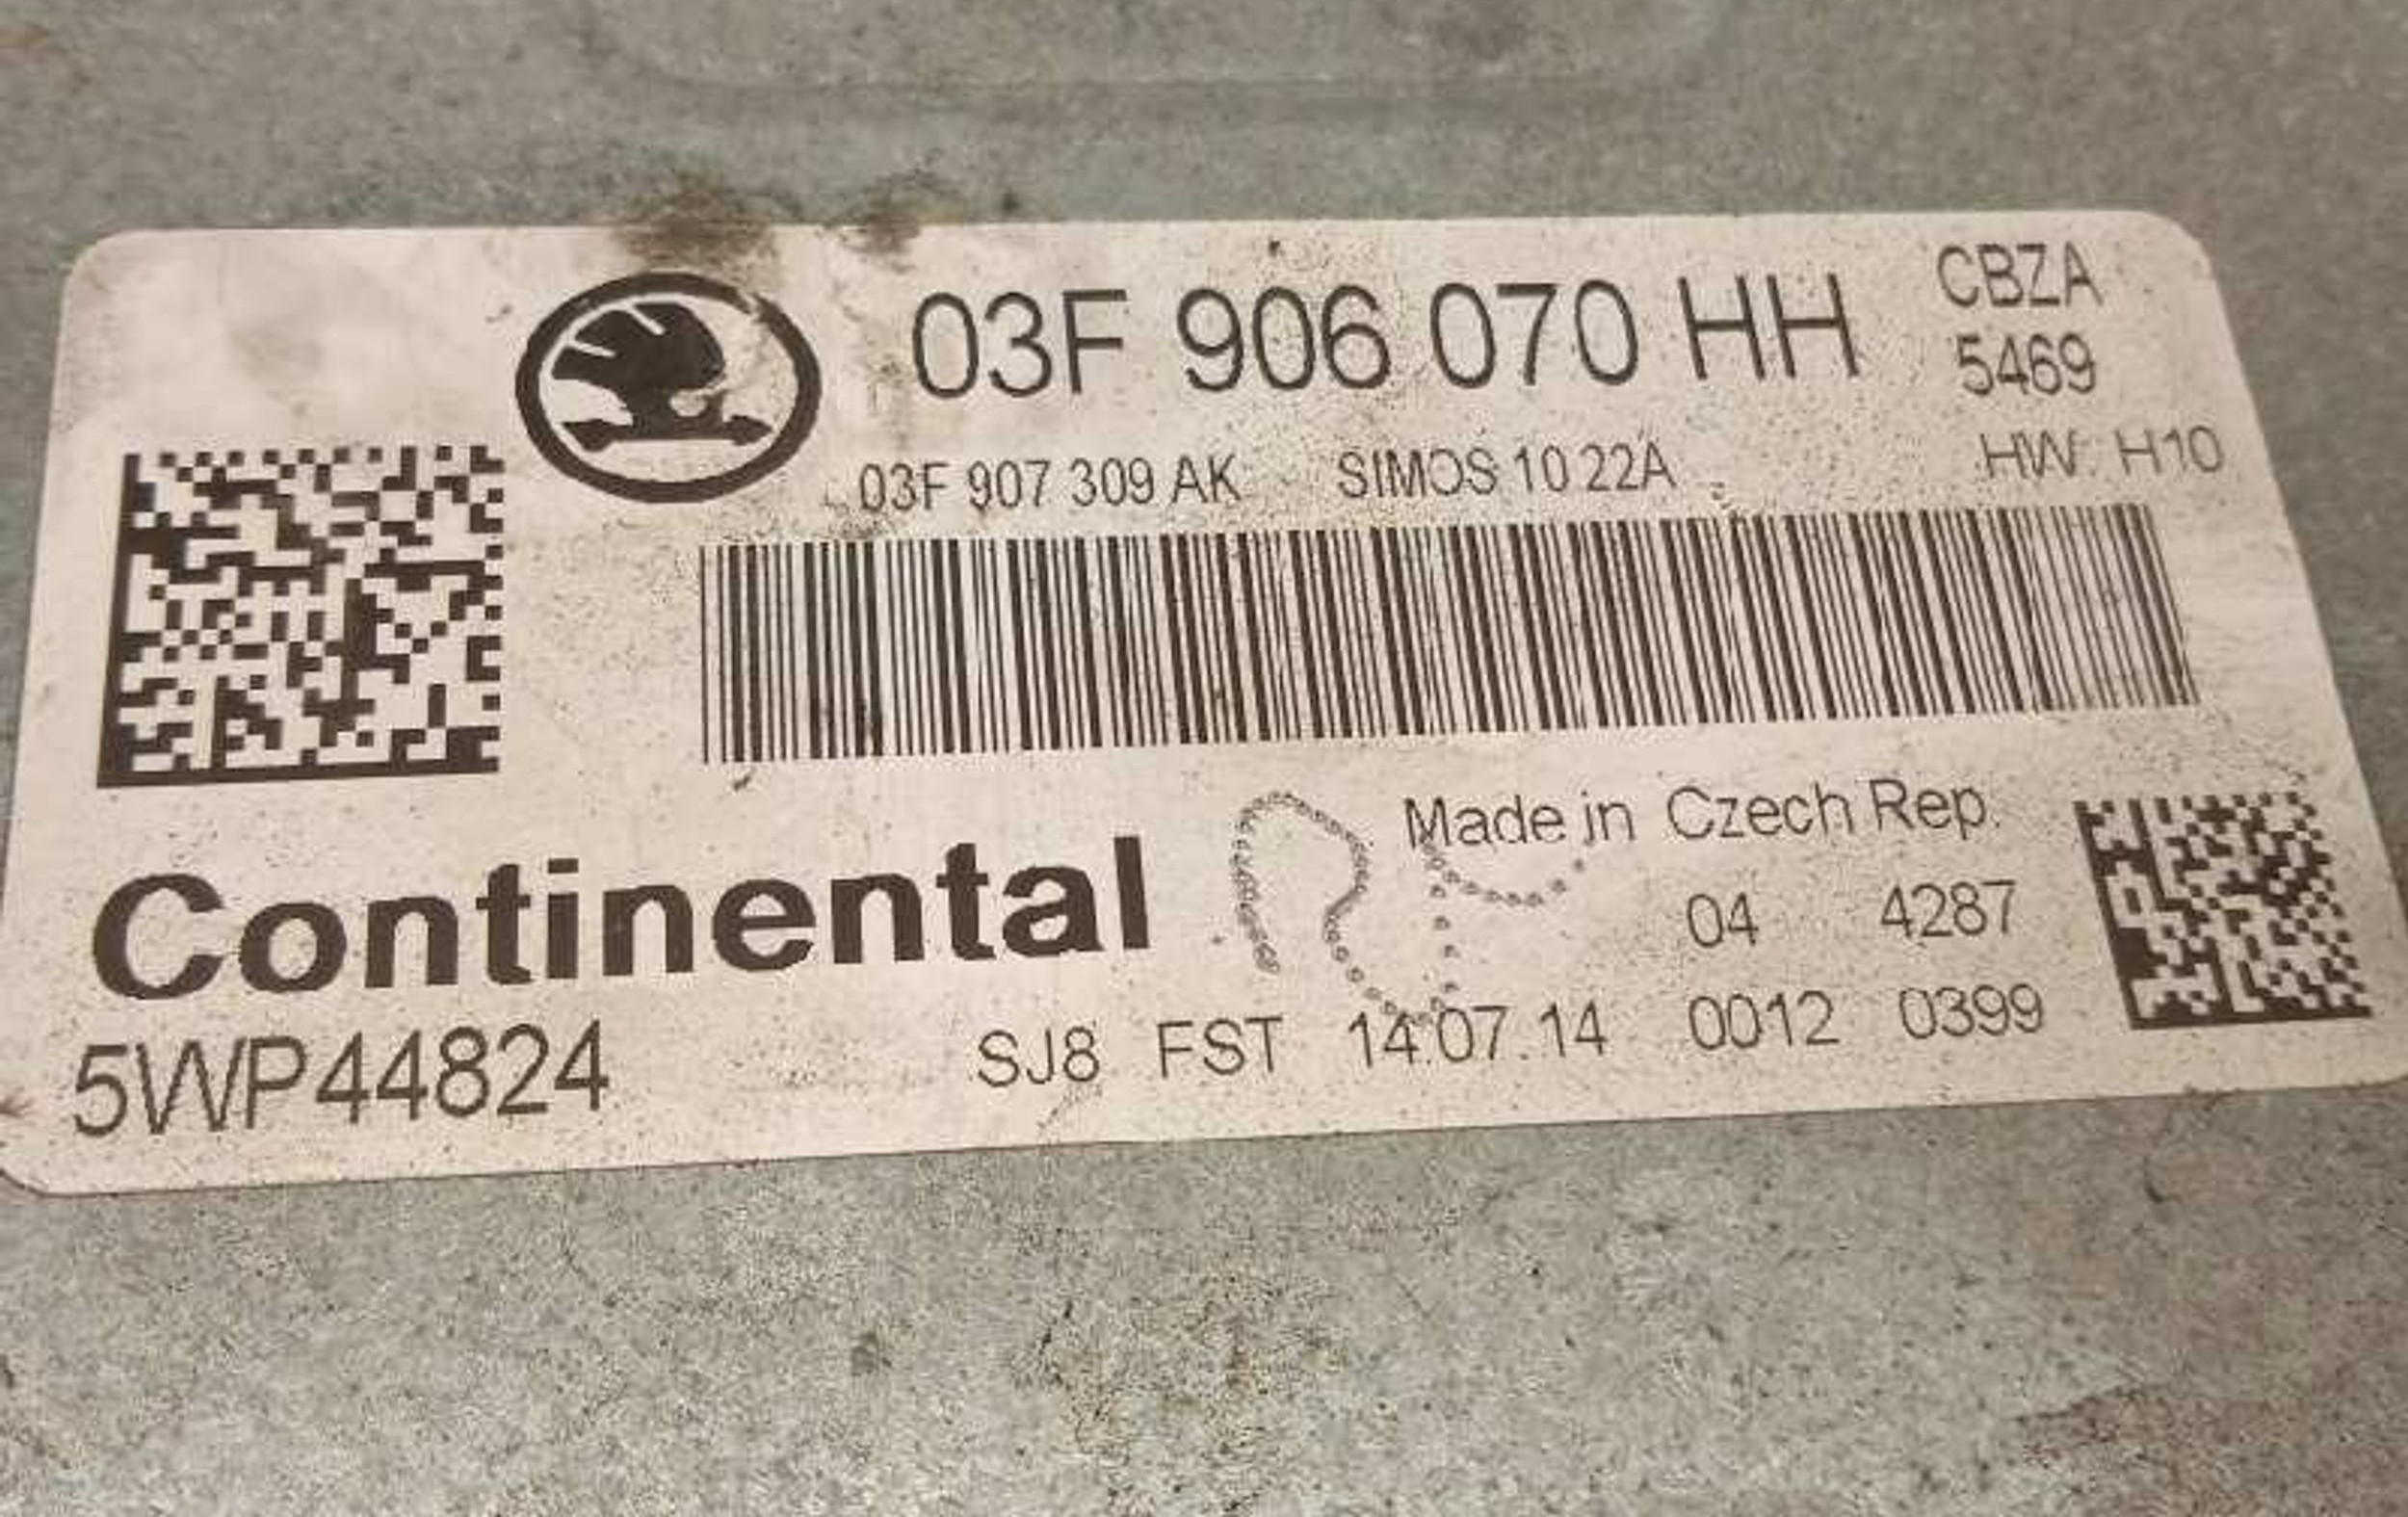 03F 906 070 HH
CBZA
5469
03F 907 309 AK SIMOS 10 22A HW: H10
Continental
Made in Czech Rep.
04 4287
5WP44824
SJ8 FST 14.07.14 0012 0399